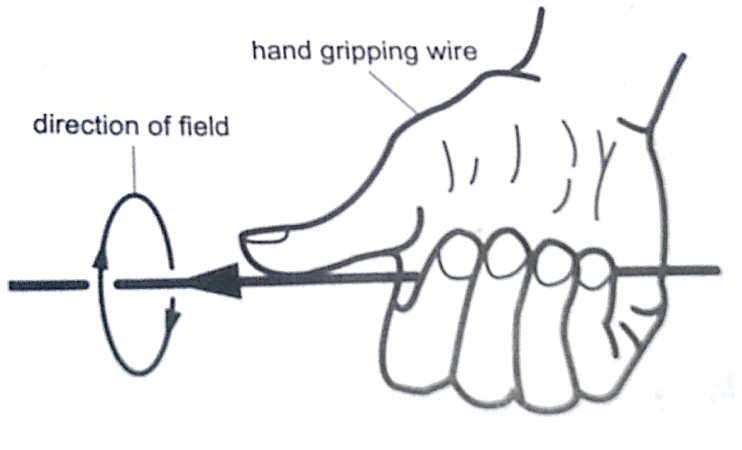 hand gripping wire
direction of field